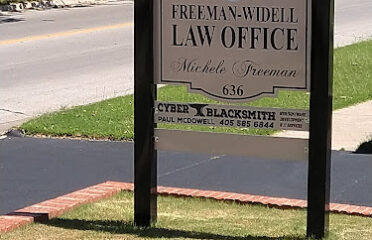 FREEMAN-WIDELL
LAW OFFICE
Michele Freeman
636
CYBER BLACKSMITH
PAUL MCDOWELL 405 585 6844